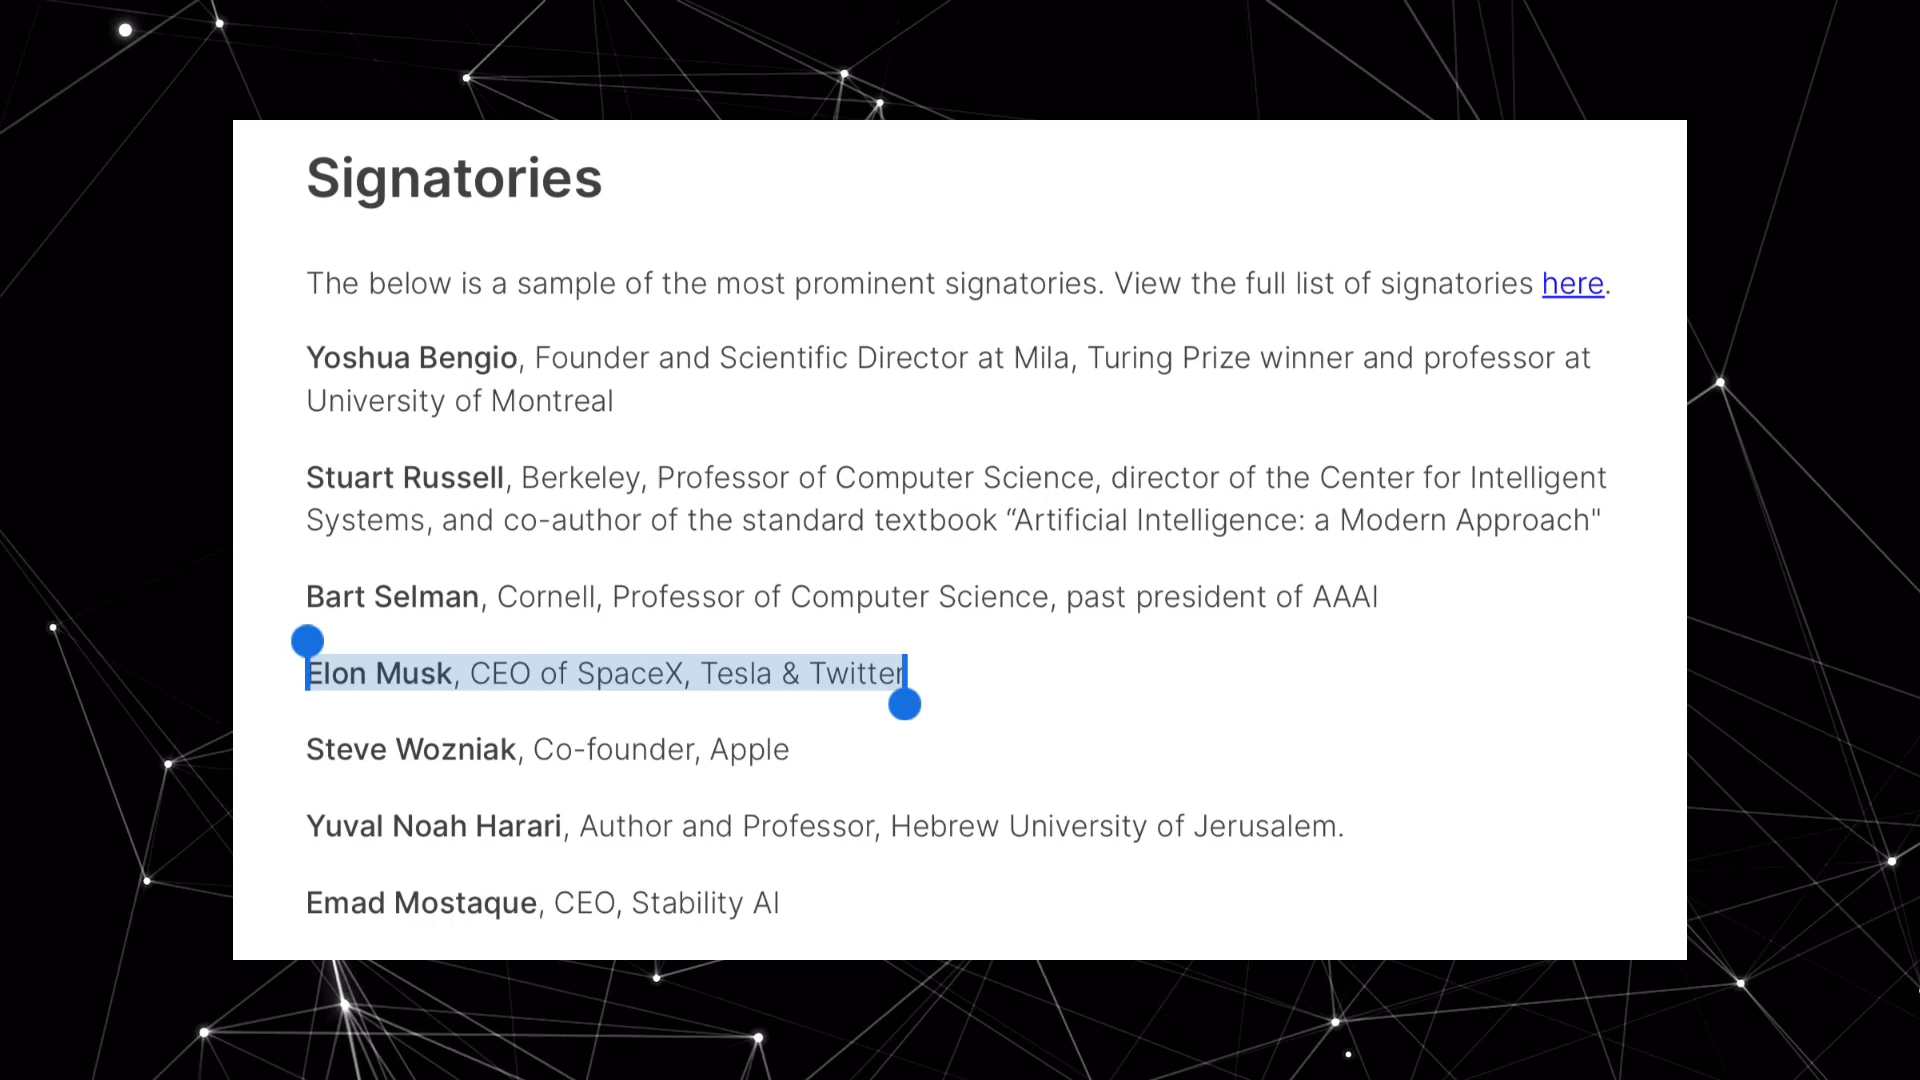 Signatories
The below is a sample of the most prominent signatories. View the full list of signatories here.
Yoshua Bengio, Founder and Scientific Director at Mila, Turing Prize winner and professor at
University of Montreal
Stuart Russell, Berkeley, Professor of Computer Science, director of the Center for Intelligent
Systems, and co-author of the standard textbook “Artificial Intelligence: a Modern Approach"
Bart Selman, Cornell, Professor of Computer Science, past president of AAAI
Elon Musk, CEO of SpaceX, Tesla & Twitter
Steve Wozniak, Co-founder, Apple
Yuval Noah Harari, Author and Professor, Hebrew University of Jerusalem.
Emad Mostaque, CEO, Stability AI